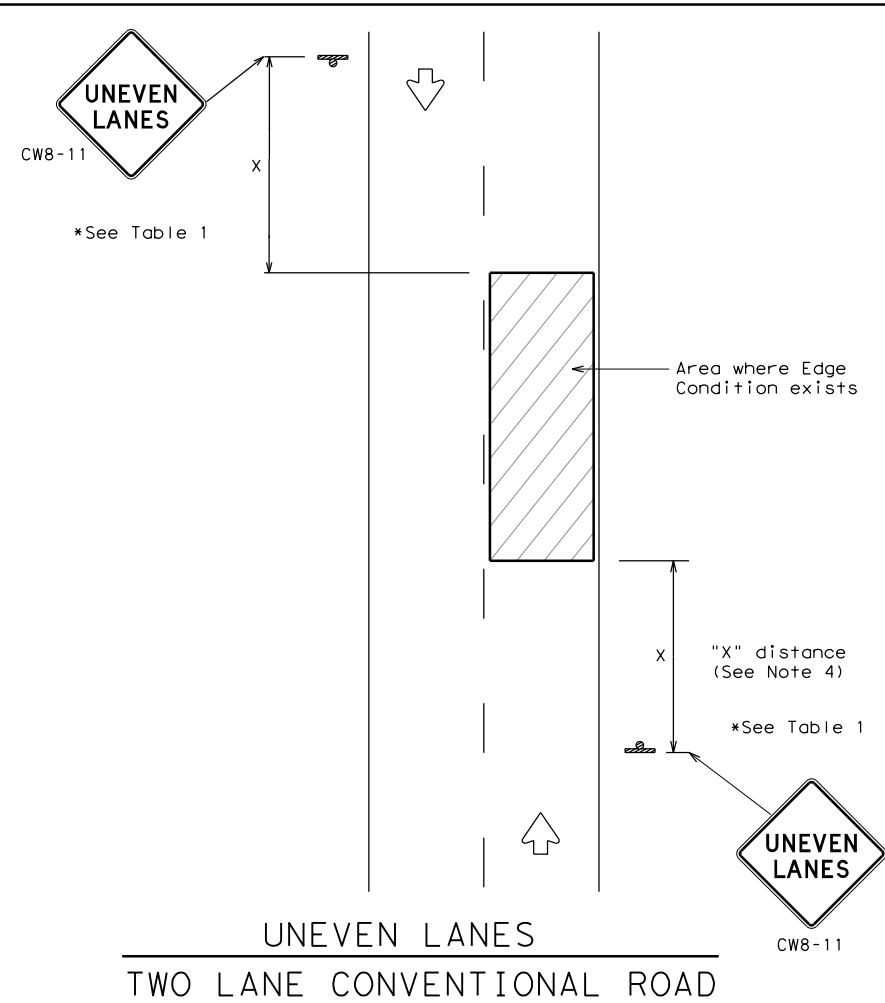 UNEVEN
LANES
CW8-11
X
*See Table 1
Area where Edge
Condition exists
X
"X" distance
(See Note 4)
*See Table 1
UNEVEN
LANES
CW8-11
UNEVEN LANES
TWO LANE CONVENTIONAL ROAD